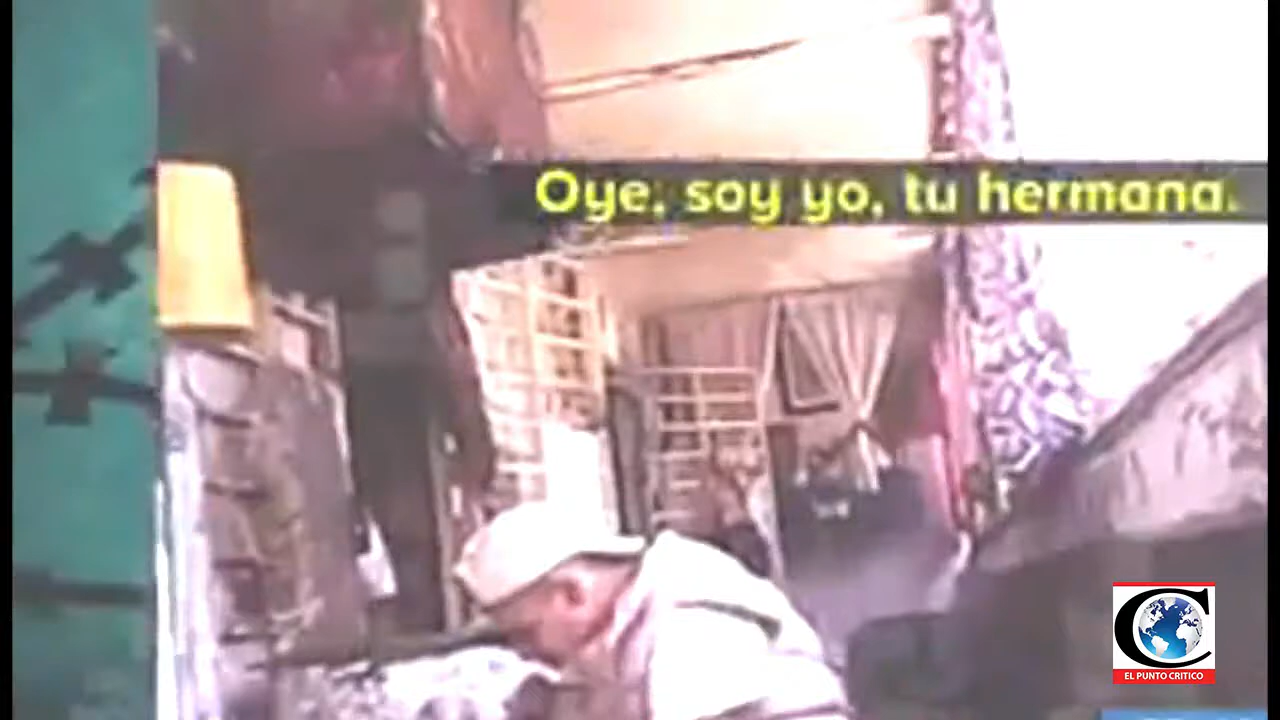 Oye, soy yo, tu hermana.
C
EL PUNTO CRITICO